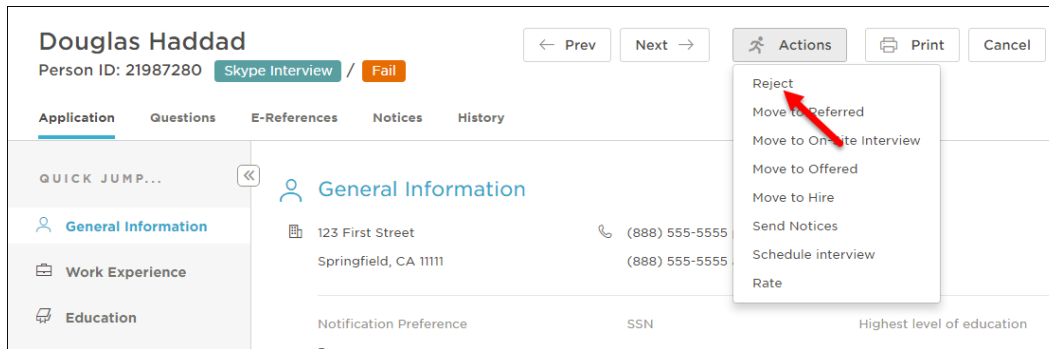 Douglas Haddad
← Prev Next → Actions Print Cancel
Person ID: 21987280 Skype Interview / Fail
Reject
Application Questions E-References Notices History
Move to Referred
Move to On-Site Interview
Move to Offered
Move to Hire
Send Notices
Schedule interview
Rate
QUICK JUMP...
General Information
Work Experience
Education
General Information
123 First Street (888) 555-5555
Springfield, CA 11111 (888) 555-5555
Notification Preference SSN Highest level of education